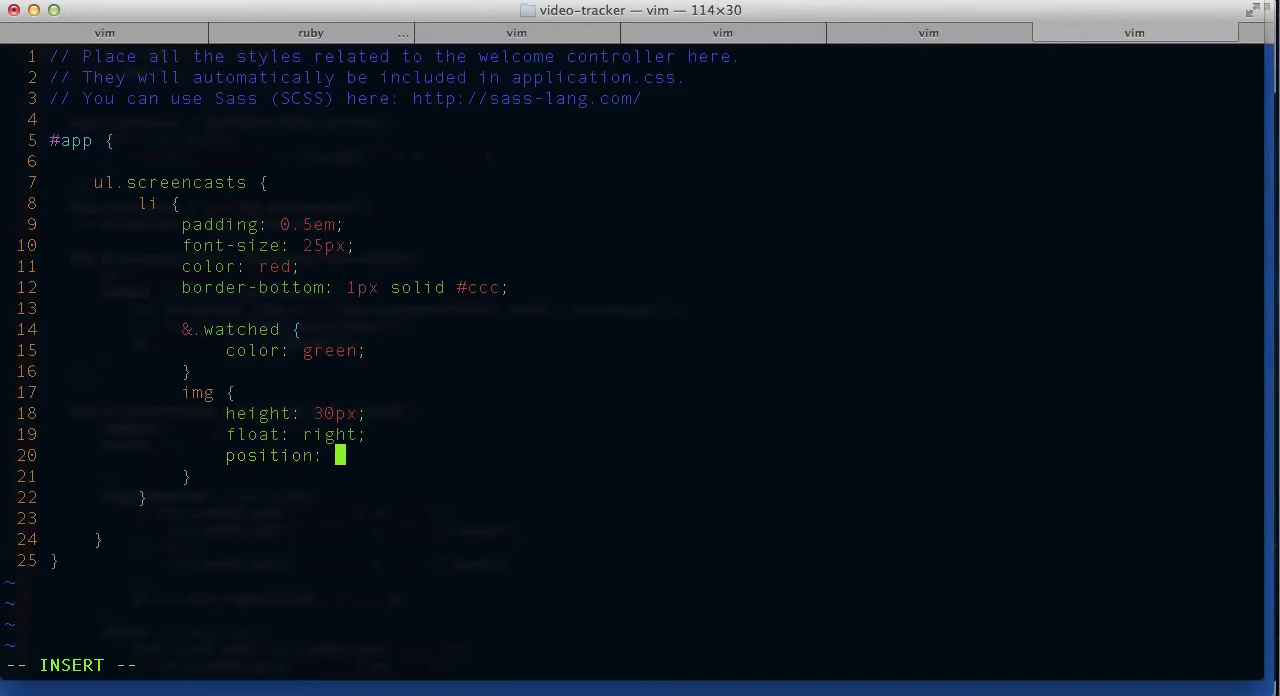 video-tracker — vim — 114×30
vim ruby ... vim vim vim vim
1 // Place all the styles related to the welcome controller here.
2 // They will automatically be included in application.css.
3 // You can use Sass (SCSS) here: http://sass-lang.com/
4
5 #app {
6
7     ul.screencasts {
8         li {
9             padding: 0.5em;
10             font-size: 25px;
11             color: red;
12             border-bottom: 1px solid #ccc;
13
14             &.watched {
15                 color: green;
16             }
17             img {
18                 height: 30px;
19                 float: right;
20                 position:
21             }
22         }
23
24     }
25 }
~
~
~
~
-- INSERT --